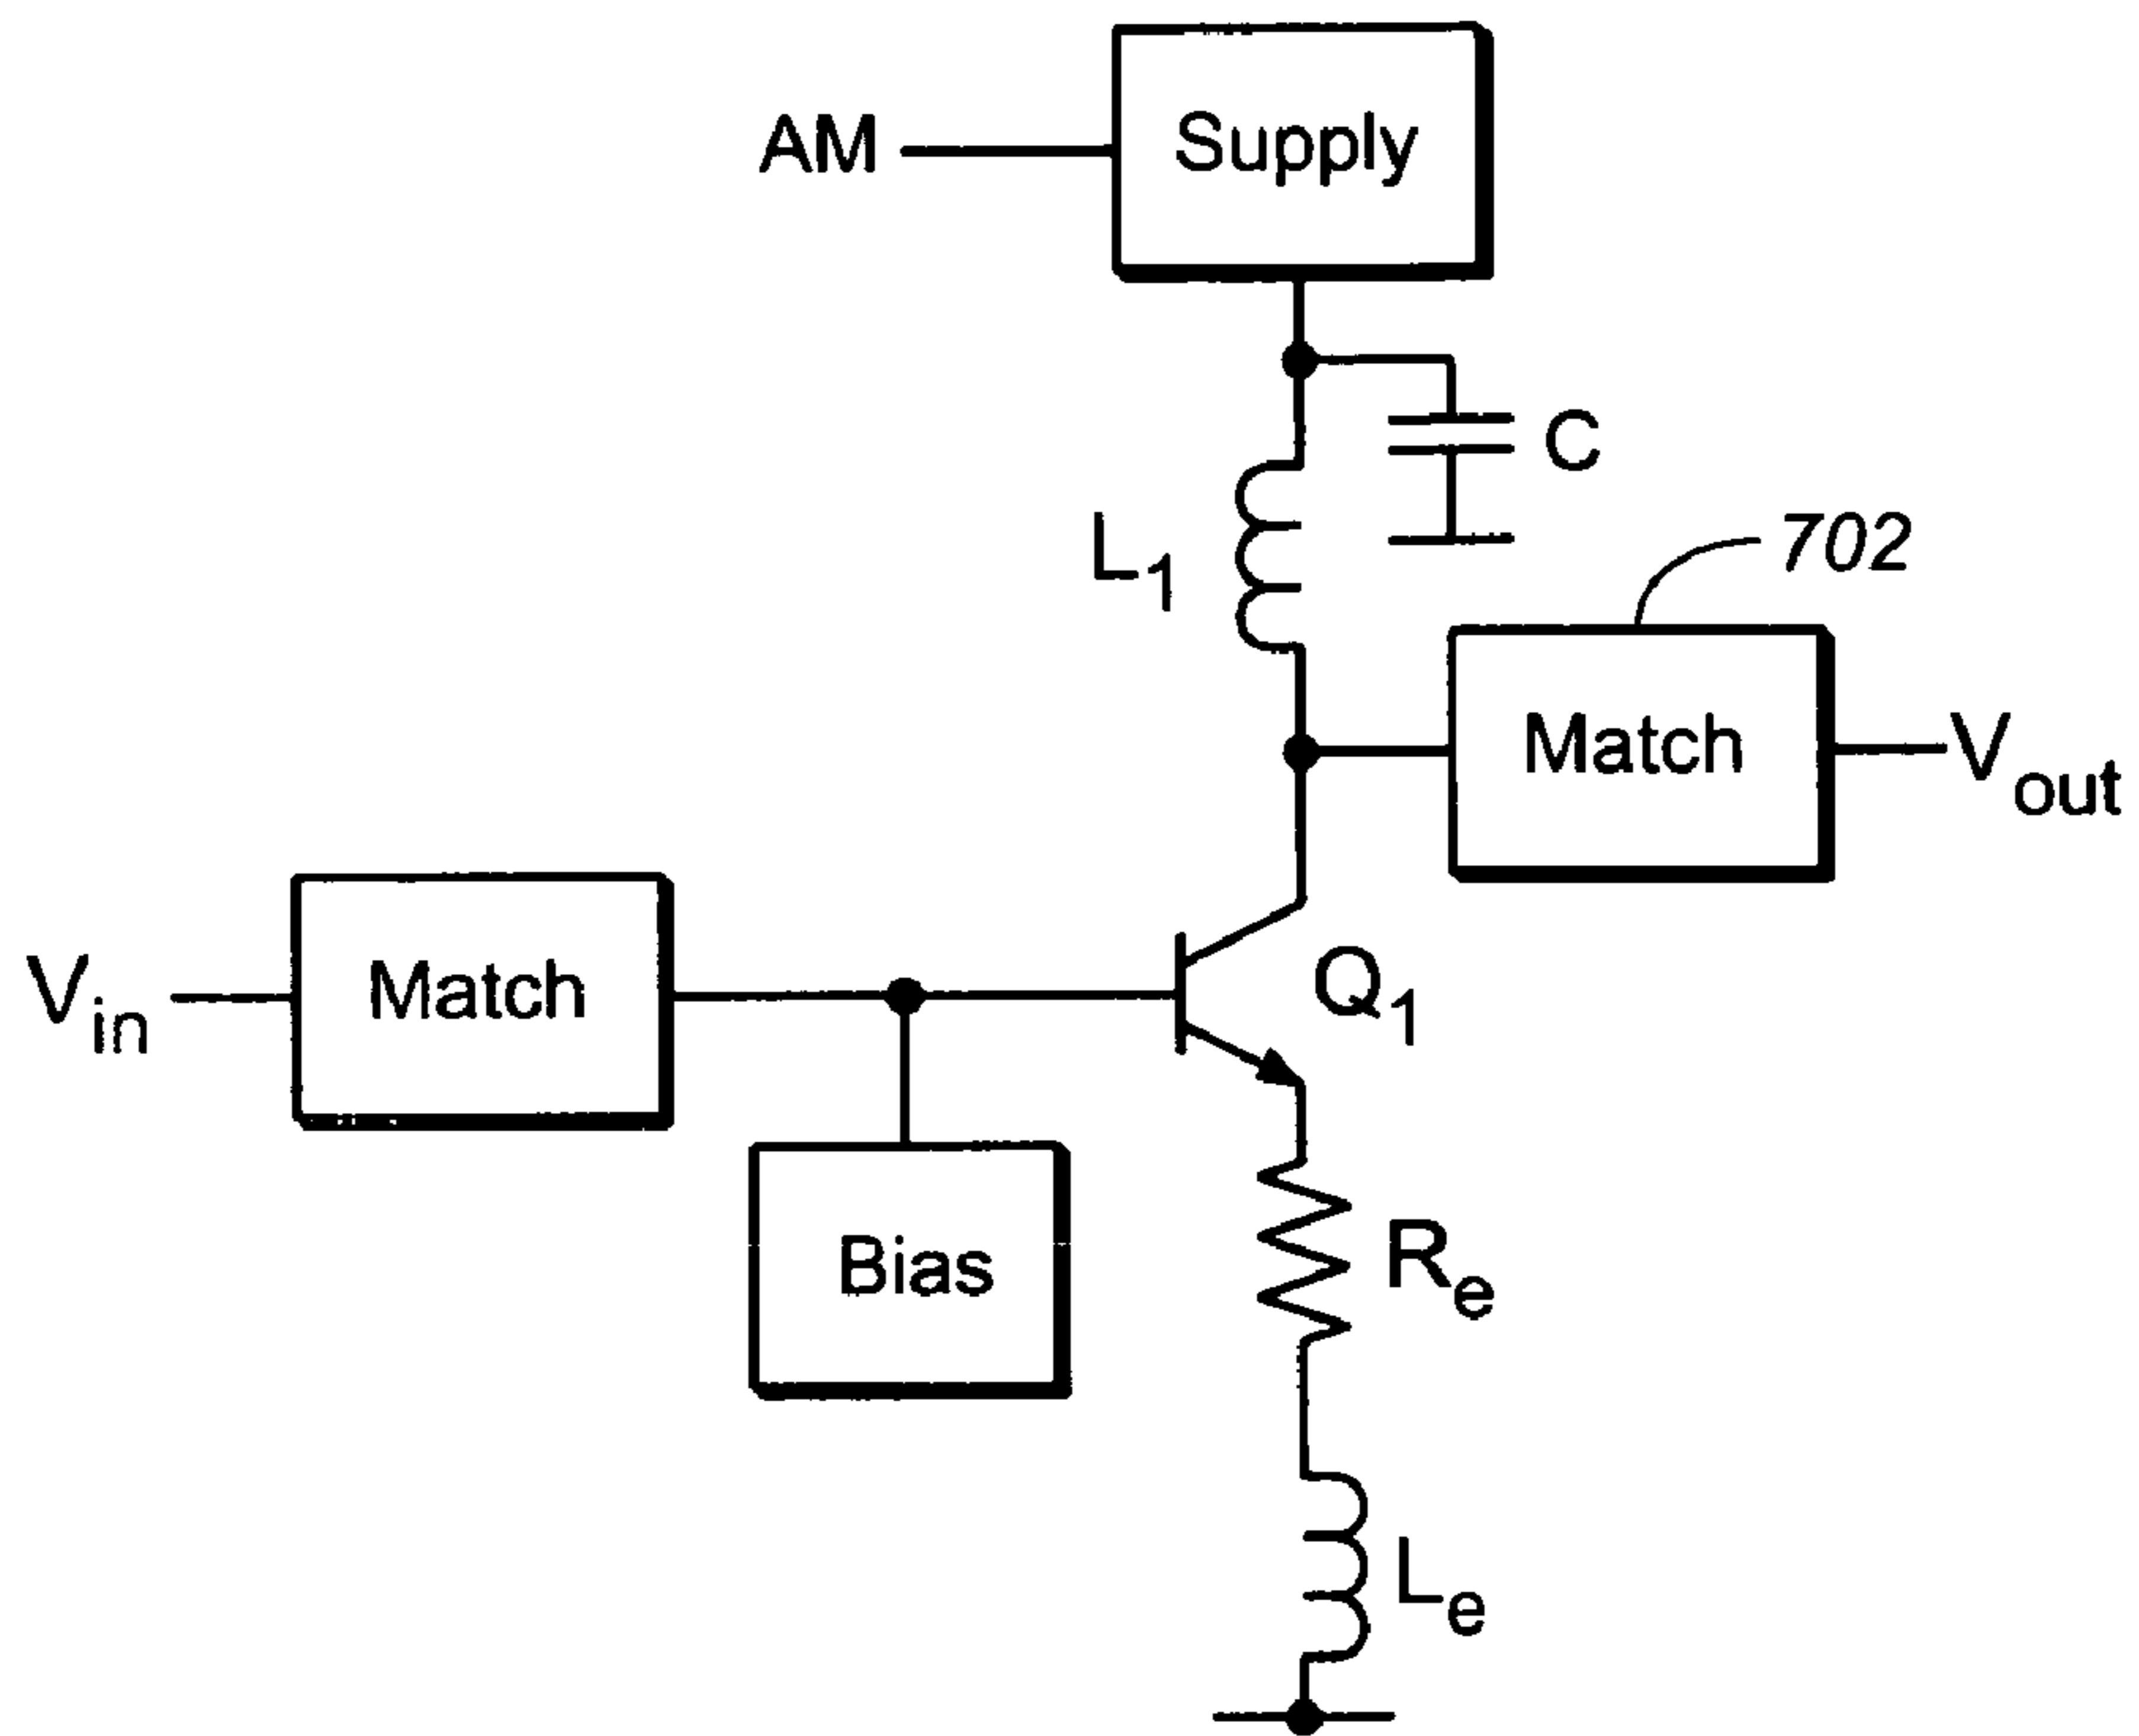 AM
Supply
C
L1
702
Match
Vout
Vin
Match
Q1
Bias
Re
Le